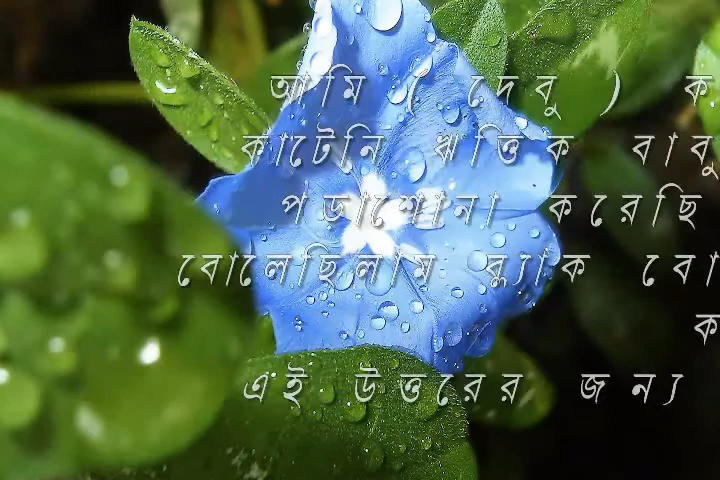 আমি ( দেবু ) ক
কাটেনি ঋত্তিক বাবু
পড়াশোনা করেছি
বোলেছিলাম ব্ল্যাক বো
ক
এই উত্তরের জন্য